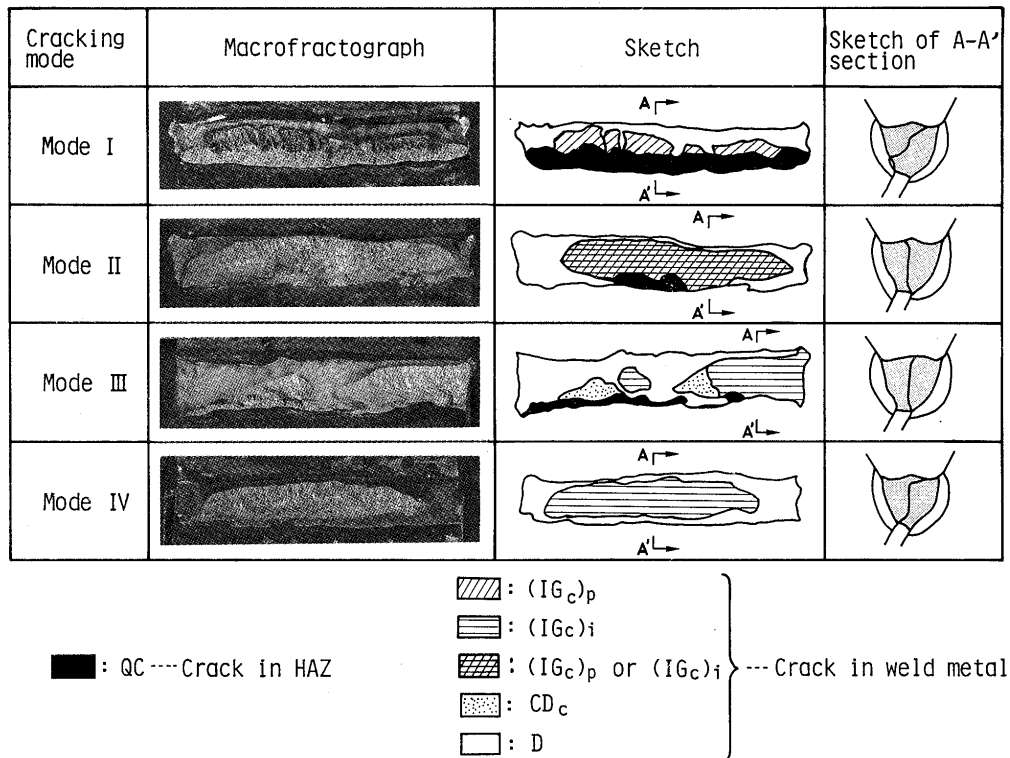 Cracking mode
Macrofractograph
Sketch
Sketch of A-A' section
Mode I
A
A'
Mode II
A
A'
Mode III
A
A'
Mode IV
A
A'
: (IGc)p
: (IGc)i
: QC ---- Crack in HAZ
: (IGc)p or (IGc)i
--- Crack in weld metal
: CDc
: D